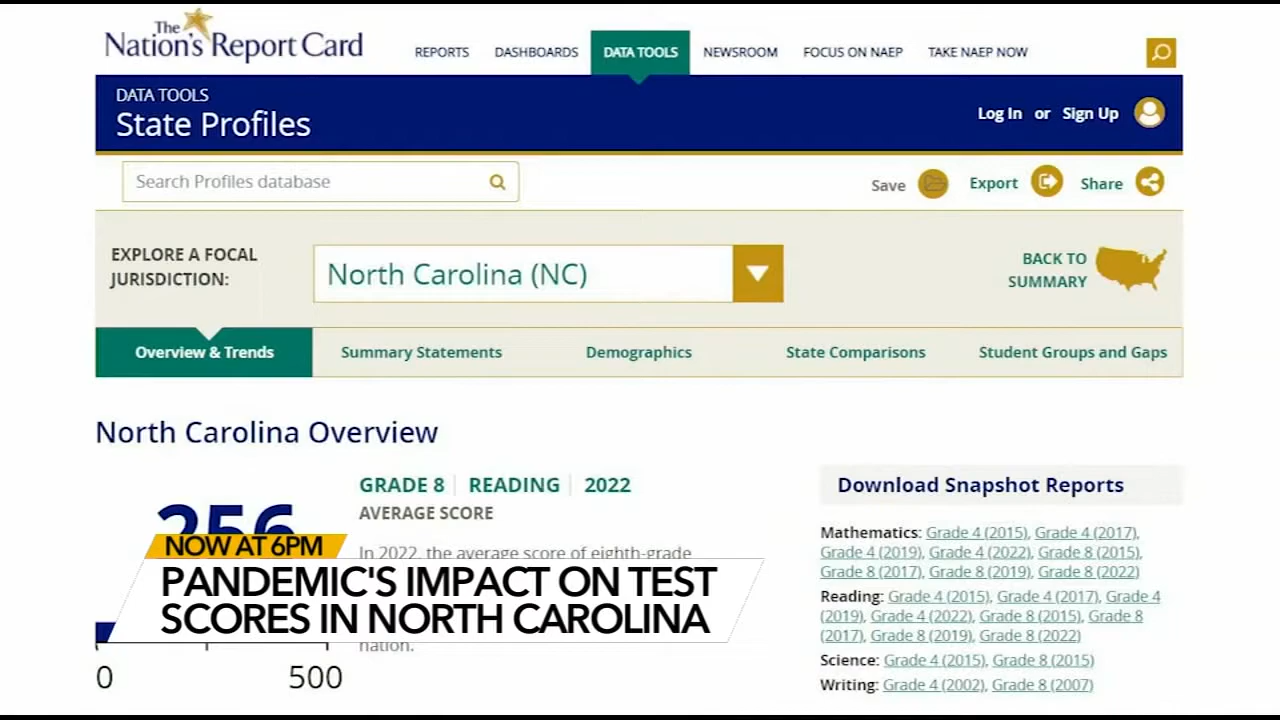 The
Nation's Report Card
REPORTS DASHBOARDS DATA TOOLS NEWSROOM FOCUS ON NAEP TAKE NAEP NOW
DATA TOOLS
State Profiles
Log In or Sign Up
Search Profiles database
Save Export Share
EXPLORE A FOCAL
JURISDICTION:
North Carolina (NC)
BACK TO
SUMMARY
Overview & Trends Summary Statements Demographics State Comparisons Student Groups and Gaps
North Carolina Overview
256
GRADE 8 READING 2022
AVERAGE SCORE
In 2022, the average score of eighth-grade
nation.
0 500
Download Snapshot Reports
Mathematics: Grade 4 (2015), Grade 4 (2017),
Grade 4 (2019), Grade 4 (2022), Grade 8 (2015),
Grade 8 (2017), Grade 8 (2019), Grade 8 (2022)
Reading: Grade 4 (2015), Grade 4 (2017), Grade 4
(2019), Grade 4 (2022), Grade 8 (2015), Grade 8
(2017), Grade 8 (2019), Grade 8 (2022)
Science: Grade 4 (2015), Grade 8 (2015)
Writing: Grade 4 (2002), Grade 8 (2007)
NOW AT 6PM
PANDEMIC'S IMPACT ON TEST
SCORES IN NORTH CAROLINA